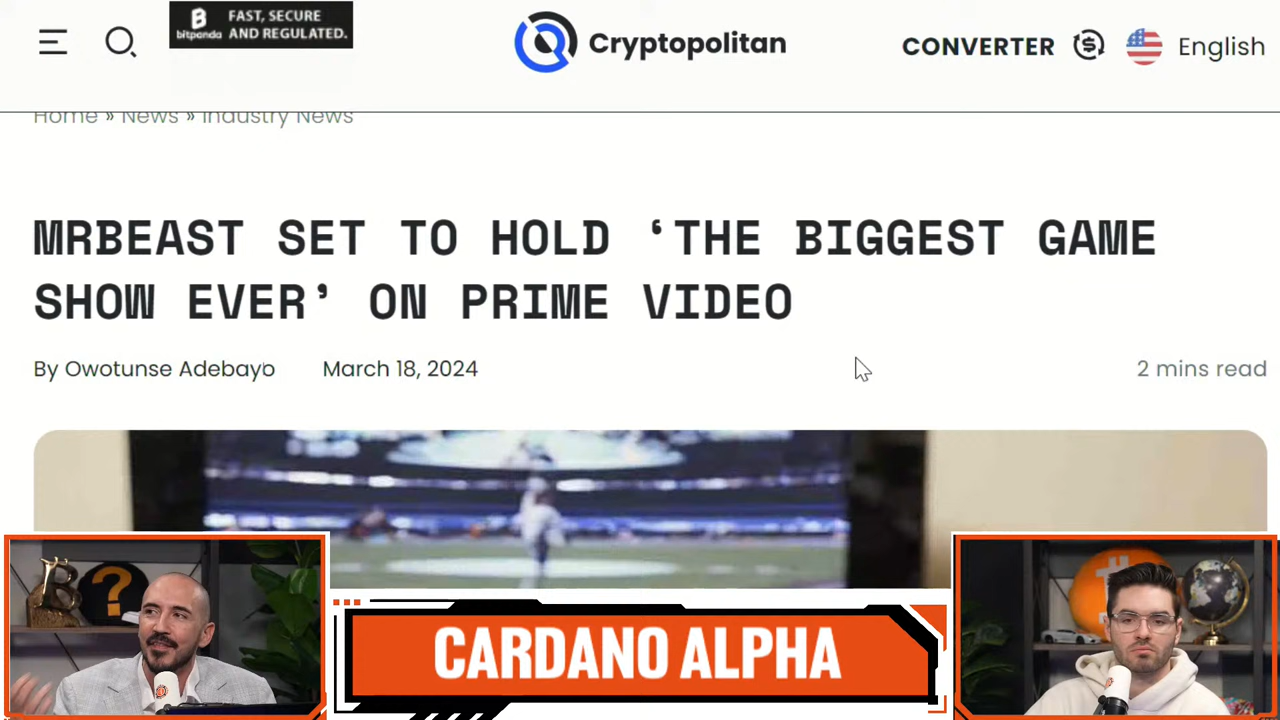 bitpanda
FAST, SECURE
AND REGULATED.
Cryptopolitan
CONVERTER
English
Home » News » Industry News
MRBEAST SET TO HOLD ‘THE BIGGEST GAME
SHOW EVER’ ON PRIME VIDEO
By Owotunse Adebayo
March 18, 2024
2 mins read
?
CARDANO ALPHA